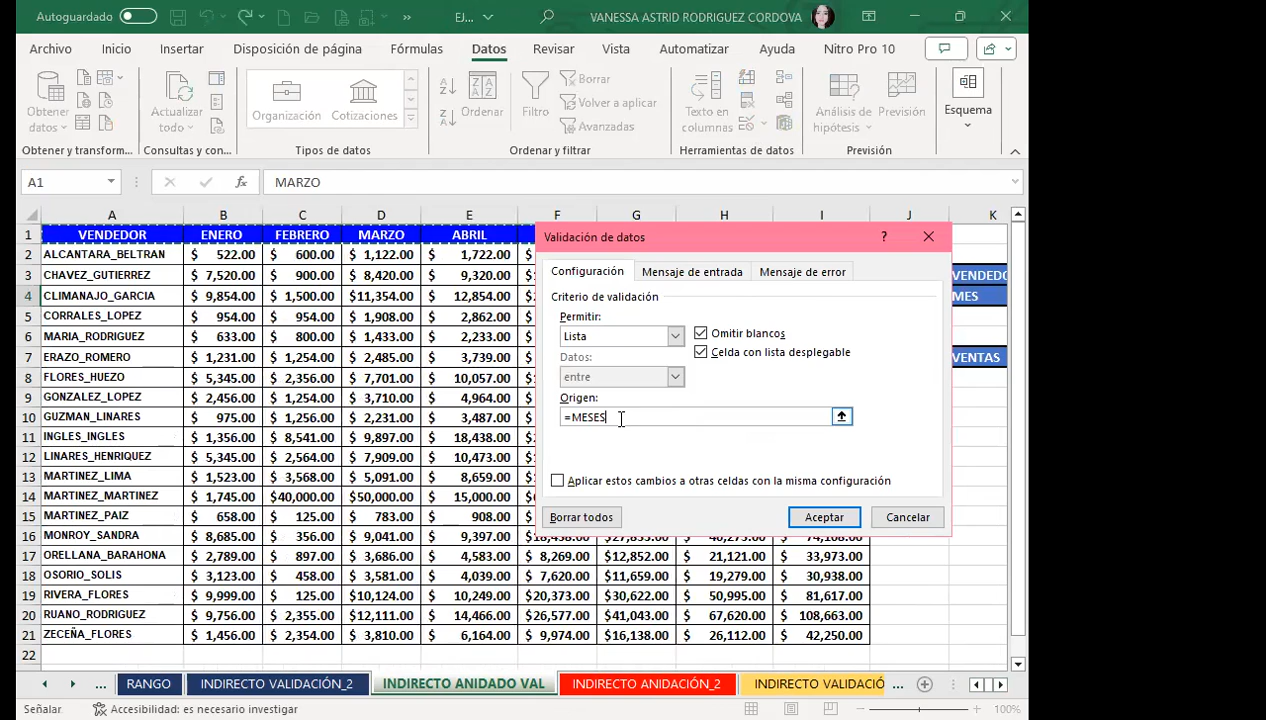 Autoguardado » EJ... VANESSA ASTRID RODRIGUEZ CORDOVA
Archivo Inicio Insertar Disposición de página Fórmulas Datos Revisar Vista Automatizar Ayuda Nitro Pro 10
Obtener datos Actualizar todo Organización Cotizaciones Ordenar Filtro Borrar Volver a aplicar Avanzadas Texto en columnas Análisis de hipótesis Previsión Esquema
Obtener y transform... Consultas y con... Tipos de datos Ordenar y filtrar Herramientas de datos Previsión
A1 fx MARZO
A B C D E F G H I J K
1 VENDEDOR ENERO FEBRERO MARZO ABRIL
2 ALCANTARA_BELTRAN $ 522.00 $ 600.00 $ 1,122.00 $ 1,722.00 $
3 CHAVEZ_GUTIERREZ $ 7,520.00 $ 900.00 $ 8,420.00 $ 9,320.00 $ VENDEDO
4 CLIMANAJO_GARCIA $ 9,854.00 $ 1,500.00 $11,354.00 $ 12,854.00 $ MES
5 CORRALES_LOPEZ $ 954.00 $ 954.00 $ 1,908.00 $ 2,862.00 $
6 MARIA_RODRIGUEZ $ 633.00 $ 800.00 $ 1,433.00 $ 2,233.00 $
7 ERAZO_ROMERO $ 1,231.00 $ 1,254.00 $ 2,485.00 $ 3,739.00 $ VENTAS
8 FLORES_HUEZO $ 5,345.00 $ 2,356.00 $ 7,701.00 $ 10,057.00 $
9 GONZALEZ_LOPEZ $ 2,456.00 $ 1,254.00 $ 3,710.00 $ 4,964.00 $
10 GUZMAN_LINARES $ 975.00 $ 1,256.00 $ 2,231.00 $ 3,487.00 $
11 INGLES_INGLES $ 1,356.00 $ 8,541.00 $ 9,897.00 $ 18,438.00 $
12 LINARES_HENRIQUEZ $ 5,345.00 $ 2,564.00 $ 7,909.00 $ 10,473.00 $
13 MARTINEZ_LIMA $ 1,523.00 $ 3,568.00 $ 5,091.00 $ 8,659.00 $
14 MARTINEZ_MARTINEZ $ 1,745.00 $40,000.00 $50,000.00 $ 15,000.00 $
15 MARTINEZ_PAIZ $ 658.00 $ 125.00 $ 783.00 $ 908.00 $
16 MONROY_SANDRA $ 8,685.00 $ 356.00 $ 9,041.00 $ 9,397.00 $18,438.00 $27,835.00 $ 46,273.00 $ 74,108.00
17 ORELLANA_BARAHONA $ 2,789.00 $ 897.00 $ 3,686.00 $ 4,583.00 $ 8,269.00 $12,852.00 $ 21,121.00 $ 33,973.00
18 OSORIO_SOLIS $ 3,123.00 $ 458.00 $ 3,581.00 $ 4,039.00 $ 7,620.00 $11,659.00 $ 19,279.00 $ 30,938.00
19 RIVERA_FLORES $ 9,999.00 $ 125.00 $10,124.00 $ 10,249.00 $20,373.00 $30,622.00 $ 50,995.00 $ 81,617.00
20 RUANO_RODRIGUEZ $ 9,756.00 $ 2,355.00 $12,111.00 $ 14,466.00 $26,577.00 $41,043.00 $ 67,620.00 $ 108,663.00
21 ZECEÑA_FLORES $ 1,456.00 $ 2,354.00 $ 3,810.00 $ 6,164.00 $ 9,974.00 $16,138.00 $ 26,112.00 $ 42,250.00
22
Validación de datos ? ×
Configuración Mensaje de entrada Mensaje de error
Criterio de validación
Permitir:
Lista Omitir blancos
Datos: Celda con lista desplegable
entre
Origen:
=MESES
Aplicar estos cambios a otras celdas con la misma configuración
Borrar todos Aceptar Cancelar
... RANGO INDIRECTO VALIDACIÓN_2 INDIRECTO ANIDADO VAL INDIRECTO ANIDACIÓN_2 INDIRECTO VALIDACIÓ ...
Señalar Accesibilidad: es necesario investigar 100%